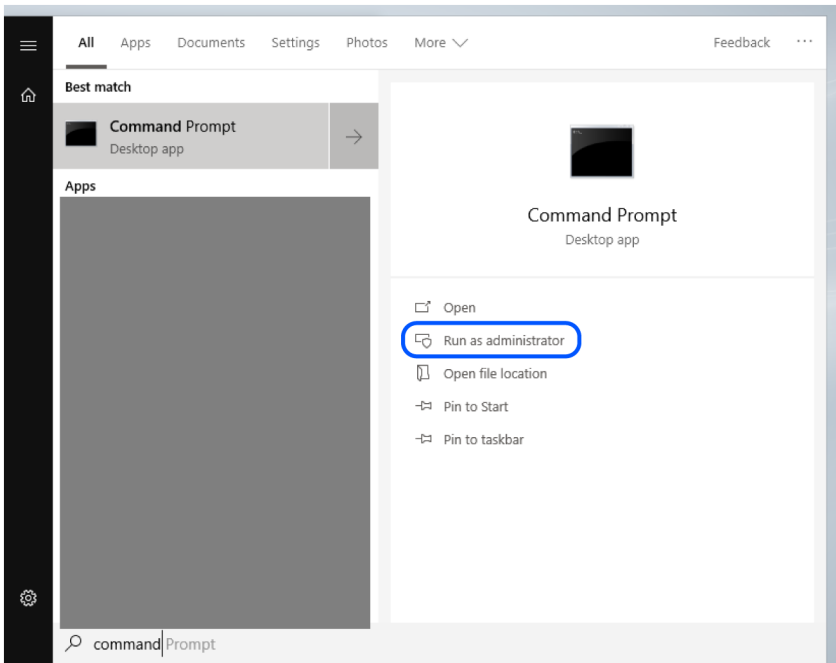 All Apps Documents Settings Photos More Feedback ...
Best match
Command Prompt
Desktop app
Apps
Command Prompt
Desktop app
Open
Run as administrator
Open file location
Pin to Start
Pin to taskbar
command Prompt